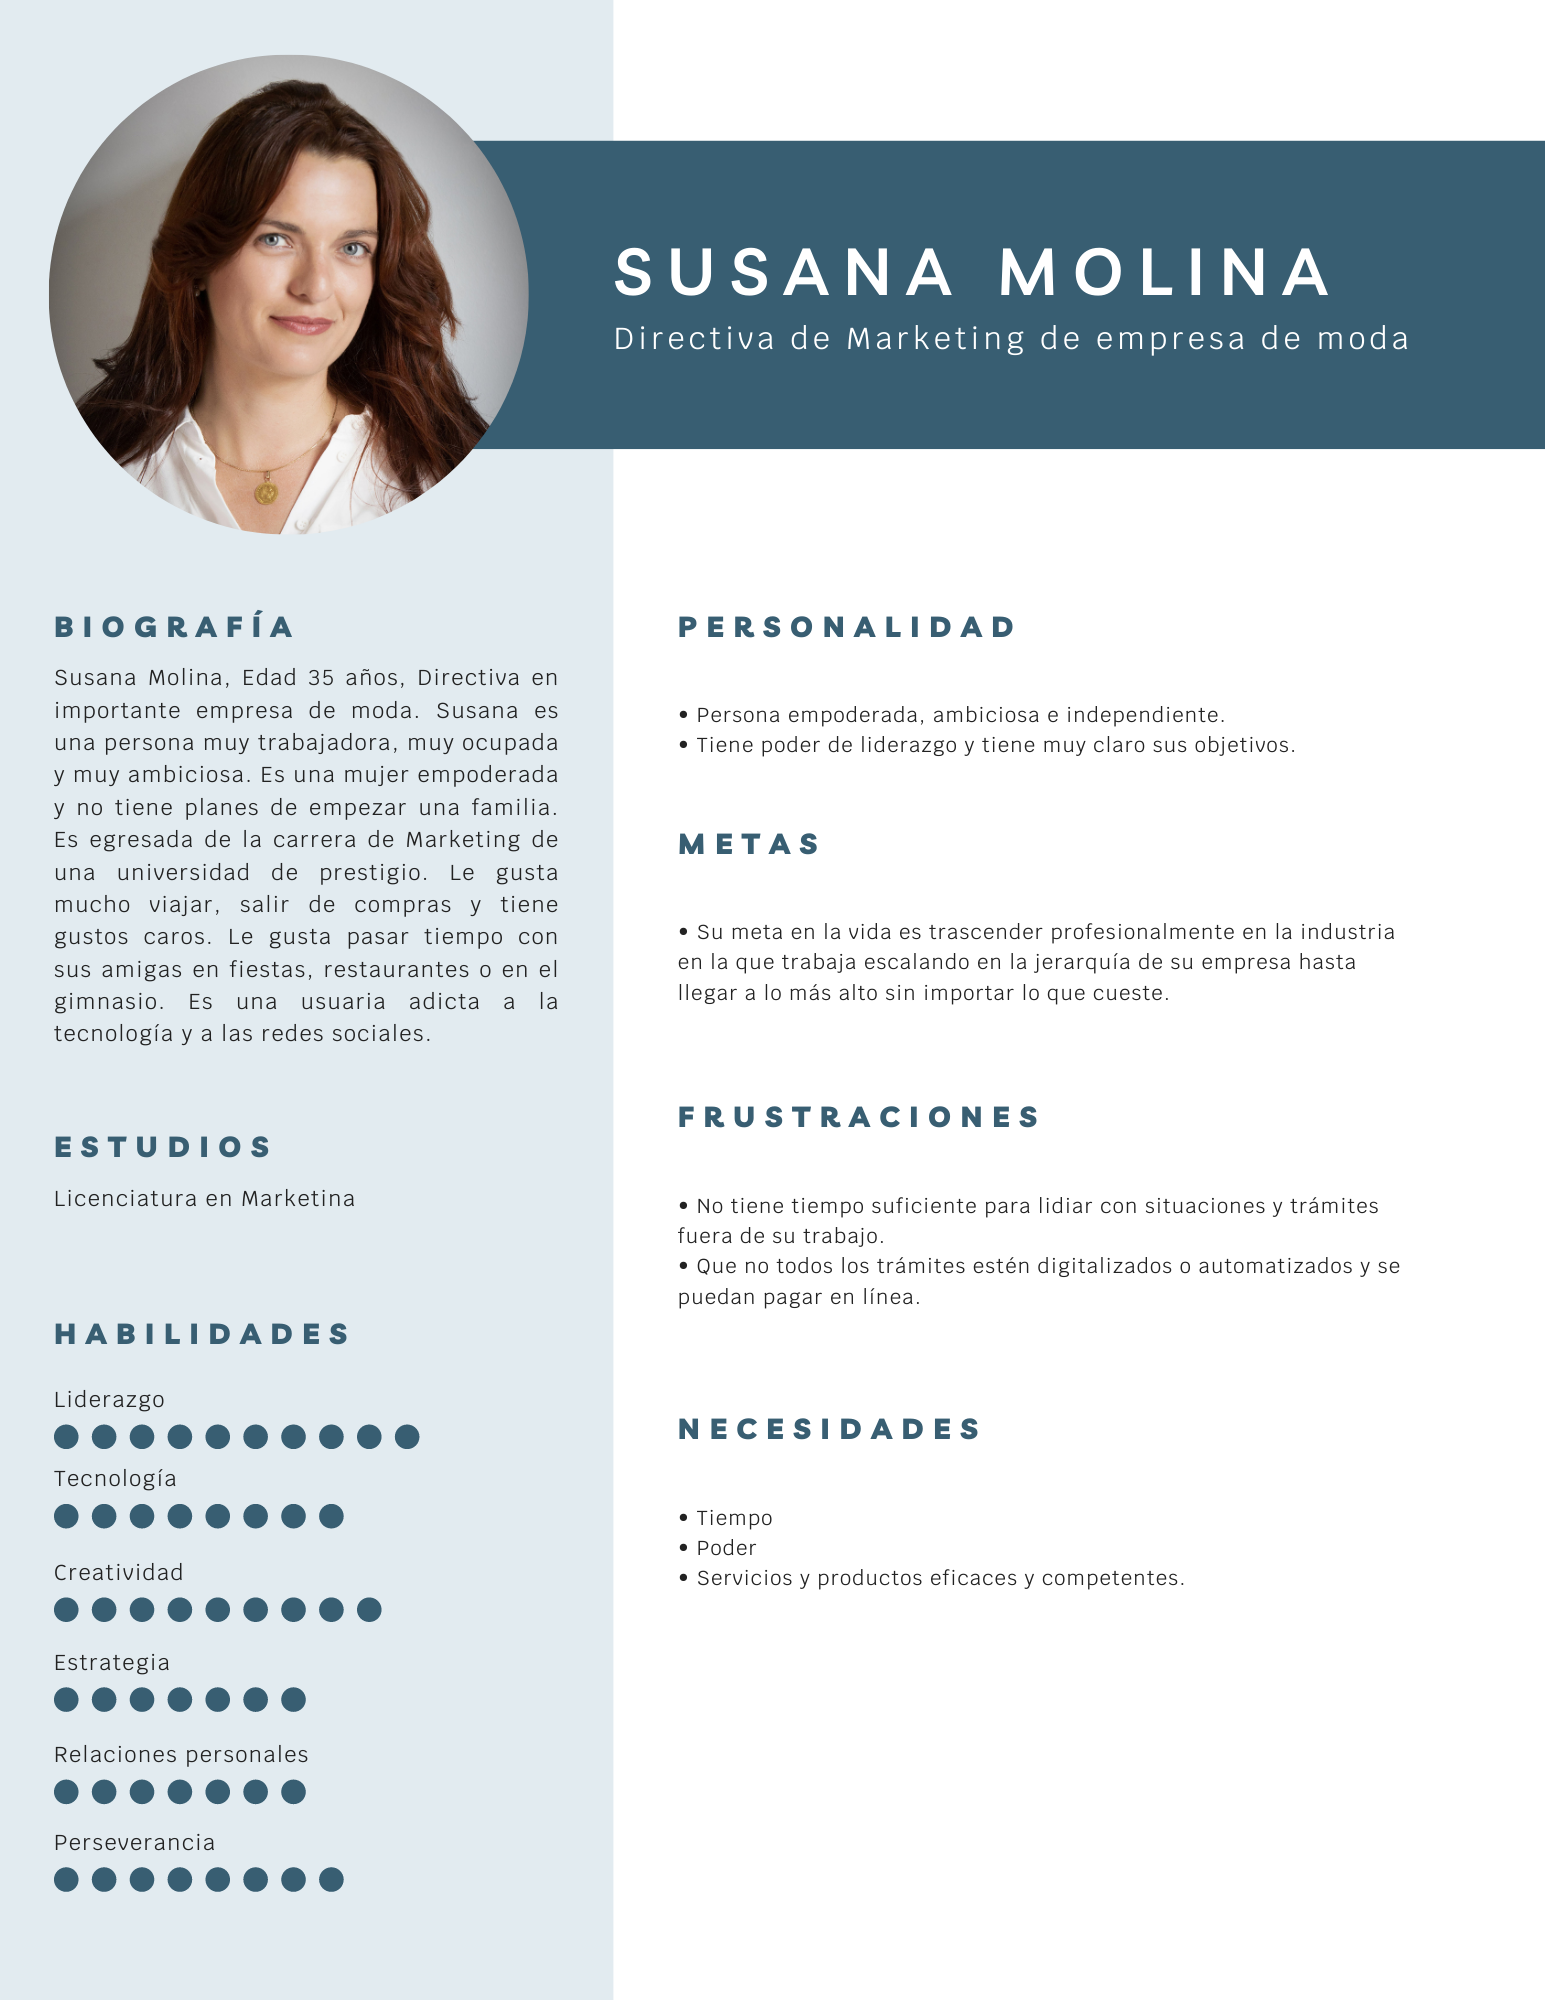 SUSANA MOLINA
Directiva de Marketing de empresa de moda
BIOGRAFÍA
Susana Molina, Edad 35 años, Directiva en
importante empresa de moda. Susana es
una persona muy trabajadora, muy ocupada
y muy ambiciosa. Es una mujer empoderada
y no tiene planes de empezar una familia.
Es egresada de la carrera de Marketing de
una universidad de prestigio. Le gusta
mucho viajar, salir de compras y tiene
gustos caros. Le gusta pasar tiempo con
sus amigas en fiestas, restaurantes o en el
gimnasio. Es una usuaria adicta a la
tecnología y a las redes sociales.
ESTUDIOS
Licenciatura en Marketina
HABILIDADES
Liderazgo
Tecnología
Creatividad
Estrategia
Relaciones personales
Perseverancia
PERSONALIDAD
• Persona empoderada, ambiciosa e independiente.
• Tiene poder de liderazgo y tiene muy claro sus objetivos.
METAS
• Su meta en la vida es trascender profesionalmente en la industria
en la que trabaja escalando en la jerarquía de su empresa hasta
llegar a lo más alto sin importar lo que cueste.
FRUSTRACIONES
• No tiene tiempo suficiente para lidiar con situaciones y trámites
fuera de su trabajo.
• Que no todos los trámites estén digitalizados o automatizados y se
puedan pagar en línea.
NECESIDADES
• Tiempo
• Poder
• Servicios y productos eficaces y competentes.